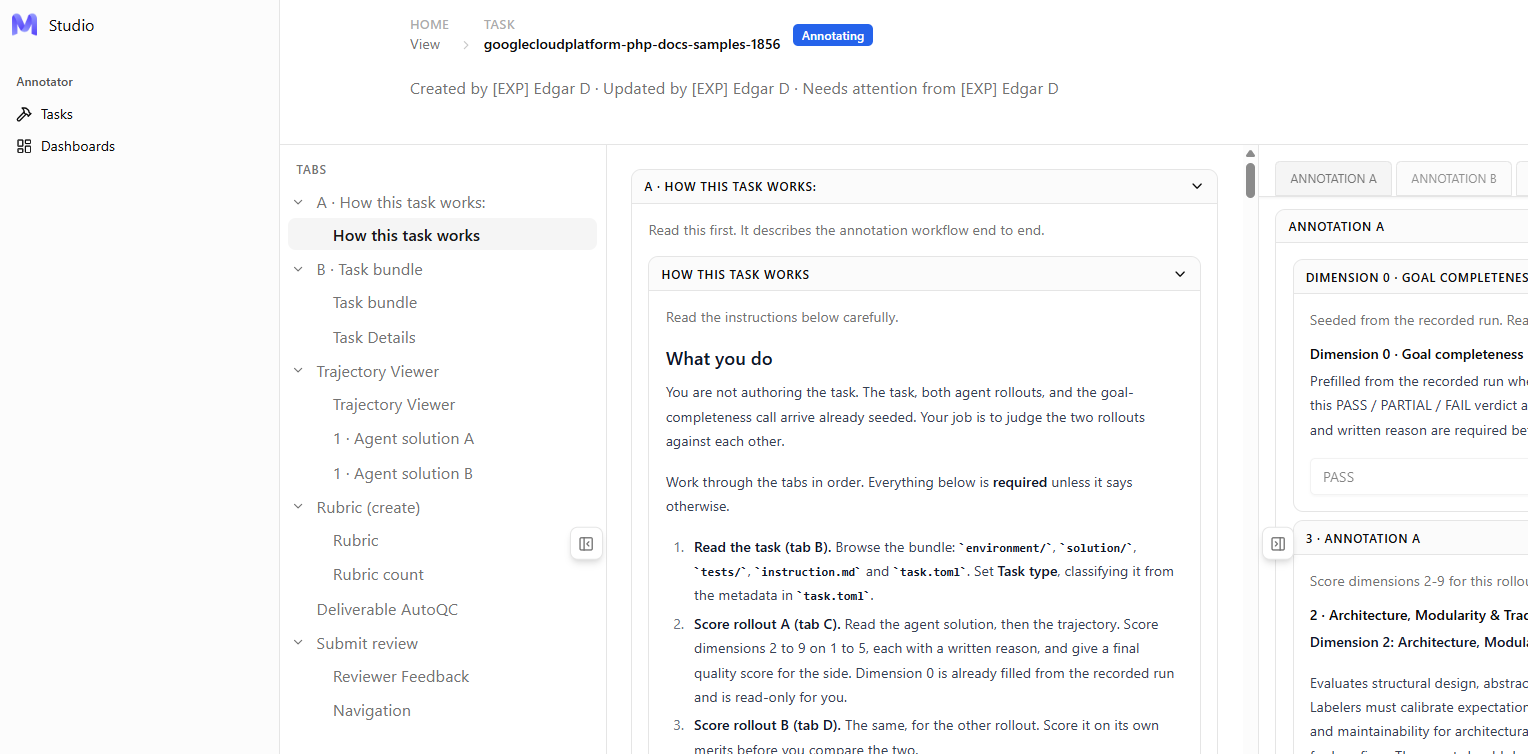 Studio
Annotator
Tasks
Dashboards
HOME
View
TASK
googlecloudplatform-php-docs-samples-1856
Annotating
Created by [EXP] Edgar D · Updated by [EXP] Edgar D · Needs attention from [EXP] Edgar D
TABS
A · How this task works:
How this task works
B · Task bundle
Task bundle
Task Details
Trajectory Viewer
Trajectory Viewer
1 · Agent solution A
1 · Agent solution B
Rubric (create)
Rubric
Rubric count
Deliverable AutoQC
Submit review
Reviewer Feedback
Navigation
A · HOW THIS TASK WORKS:
Read this first. It describes the annotation workflow end to end.
HOW THIS TASK WORKS
Read the instructions below carefully.
What you do
You are not authoring the task. The task, both agent rollouts, and the goal-
completeness call arrive already seeded. Your job is to judge the two rollouts
against each other.
Work through the tabs in order. Everything below is required unless it says
otherwise.
1. Read the task (tab B). Browse the bundle: `environment/`, `solution/`,
`tests/`, `instruction.md` and `task.toml`. Set Task type, classifying it from
the metadata in `task.toml`.
2. Score rollout A (tab C). Read the agent solution, then the trajectory. Score
dimensions 2 to 9 on 1 to 5, each with a written reason, and give a final
quality score for the side. Dimension 0 is already filled from the recorded run
and is read-only for you.
3. Score rollout B (tab D). The same, for the other rollout. Score it on its own
merits before you compare the two.
ANNOTATION A
ANNOTATION B
ANNOTATION A
DIMENSION 0 · GOAL COMPLETENES
Seeded from the recorded run. Rea
Dimension 0 · Goal completeness
Prefilled from the recorded run whe
this PASS / PARTIAL / FAIL verdict a
and written reason are required be
PASS
3 · ANNOTATION A
Score dimensions 2-9 for this rollou
2 · Architecture, Modularity & Trac
Dimension 2: Architecture, Modula
Evaluates structural design, abstrac
Labelers must calibrate expectation
and maintainability for architectura